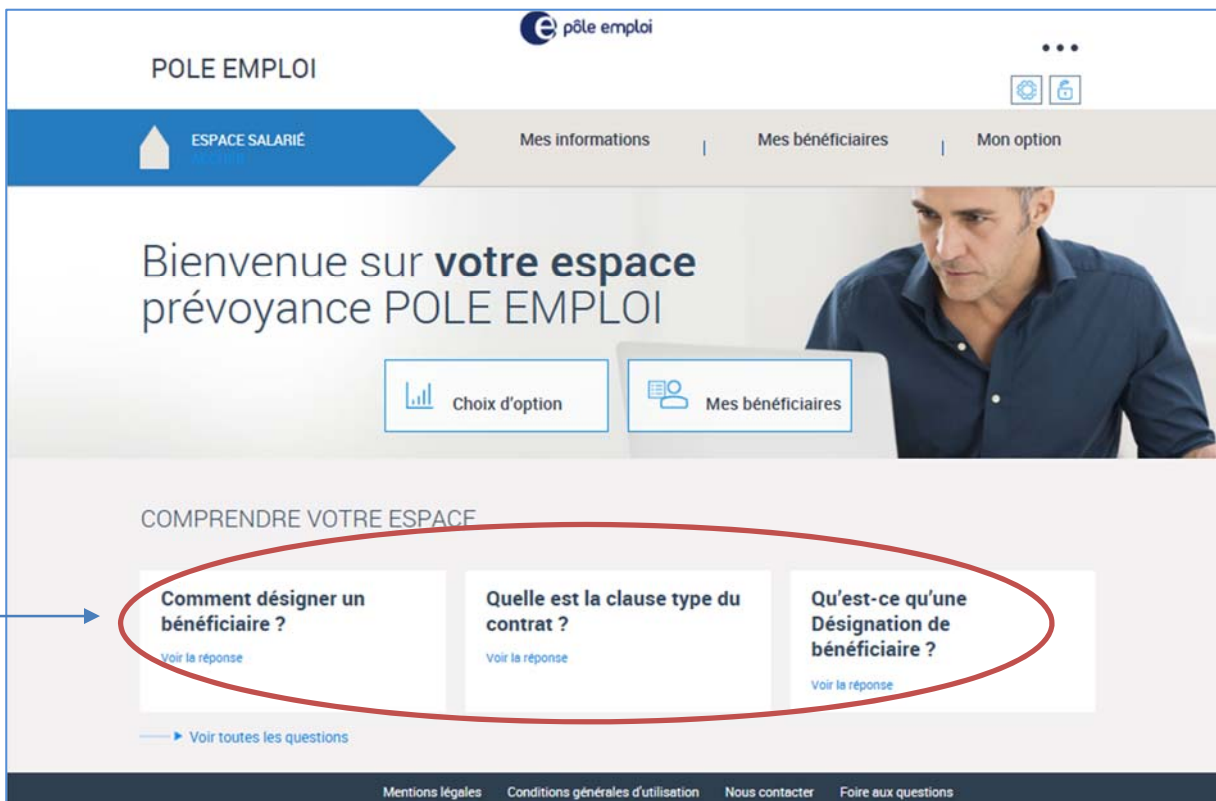 pôle emploi
POLE EMPLOI
ESPACE SALARIÉ
ACCUEIL
Mes informations | Mes bénéficiaires | Mon option
Bienvenue sur votre espace
prévoyance POLE EMPLOI
Choix d'option
Mes bénéficiaires
COMPRENDRE VOTRE ESPACE
Comment désigner un
bénéficiaire ?
Voir la réponse
Quelle est la clause type du
contrat ?
Voir la réponse
Qu'est-ce qu'une
Désignation de
bénéficiaire ?
Voir la réponse
Voir toutes les questions
Mentions légales Conditions générales d'utilisation Nous contacter Foire aux questions